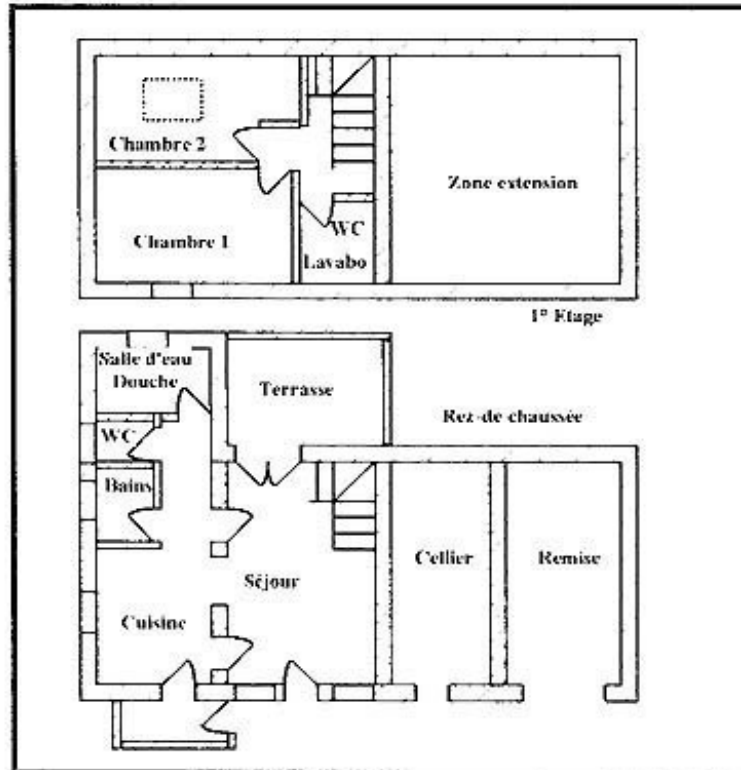 Chambre 2
Zone extension
Chambre 1
WC
Lavabo
1° Etage
Salle d'eau
Douche
Terrasse
Rez-de chaussée
WC
Bains
Cellier
Remise
Séjour
Cuisine